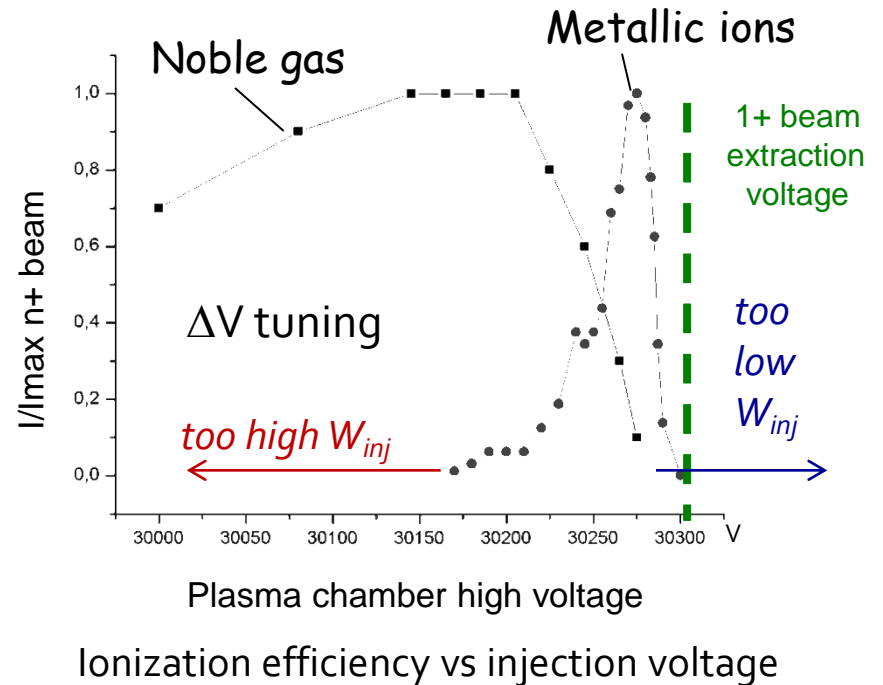 Metallic ions
Noble gas
1+ beam
extraction
voltage
I/Imax n+ beam
1,0
0,8
0,6
0,4
0,2
0,0
ΔV tuning
too high W_inj
too
low
W_inj
30000 30050 30100 30150 30200 30250 30300 V
Plasma chamber high voltage
Ionization efficiency vs injection voltage